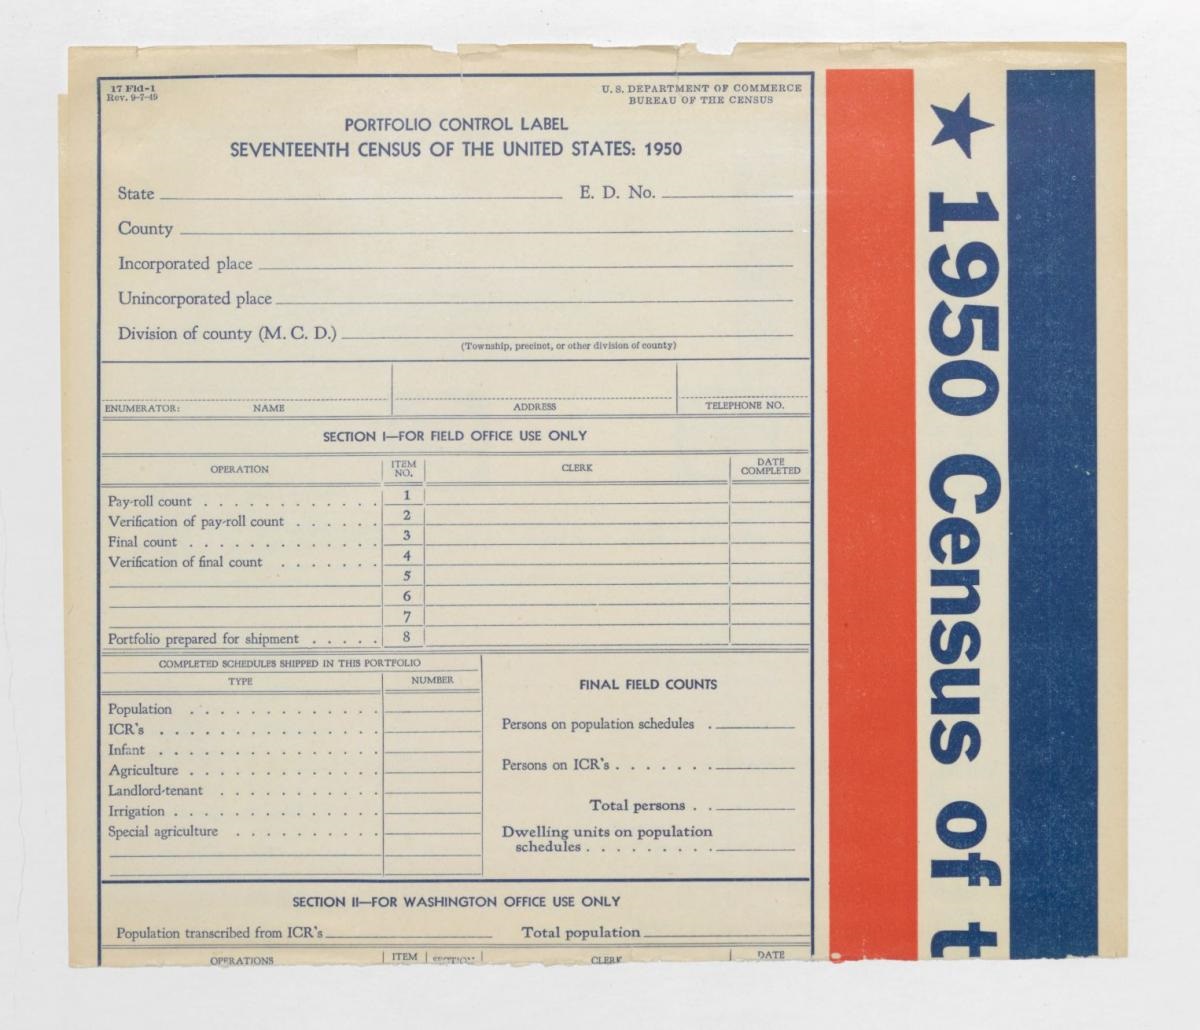 17 Fld-1
Rev. 9-7-49
U. S. DEPARTMENT OF COMMERCE
BUREAU OF THE CENSUS
PORTFOLIO CONTROL LABEL
SEVENTEENTH CENSUS OF THE UNITED STATES: 1950
State E. D. No.
County
Incorporated place
Unincorporated place
Division of county (M. C. D.)
(Township, precinct, or other division of county)
ENUMERATOR: NAME ADDRESS TELEPHONE NO.
SECTION I—FOR FIELD OFFICE USE ONLY
OPERATION ITEM NO. CLERK DATE COMPLETED
Pay-roll count . . . . . . . . . . . . 1
Verification of pay-roll count . . . . . . 2
Final count . . . . . . . . . . . . . 3
Verification of final count . . . . . . . 4
5
6
7
Portfolio prepared for shipment . . . . . 8
COMPLETED SCHEDULES SHIPPED IN THIS PORTFOLIO
TYPE NUMBER
Population . . . . . . . . . . . . .
ICR's . . . . . . . . . . . . . . .
Infant . . . . . . . . . . . . . . .
Agriculture . . . . . . . . . . . . .
Landlord-tenant . . . . . . . . . . .
Irrigation . . . . . . . . . . . . . .
Special agriculture . . . . . . . . . .
FINAL FIELD COUNTS
Persons on population schedules .
Persons on ICR's . . . . . . .
Total persons . .
Dwelling units on population
schedules . . . . . . . . .
SECTION II—FOR WASHINGTON OFFICE USE ONLY
Population transcribed from ICR's Total population
OPERATIONS ITEM SECTION CLERK DATE
★ 1950 Census of t